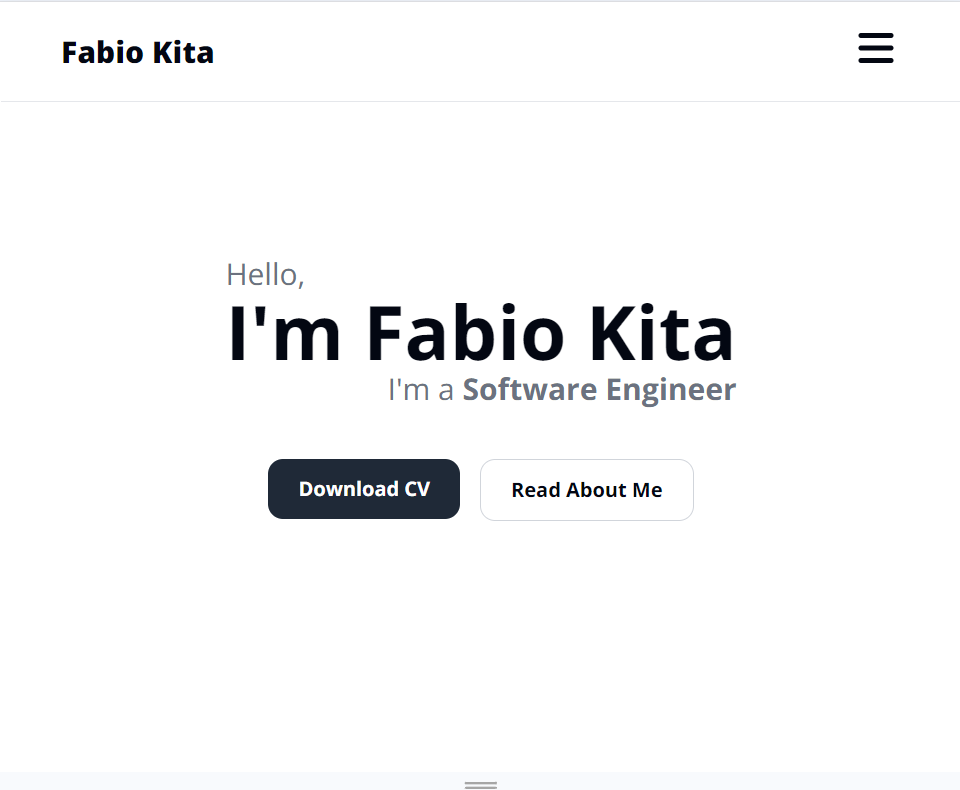 Fabio Kita
Hello,
I'm Fabio Kita
I'm a Software Engineer
Download CV
Read About Me